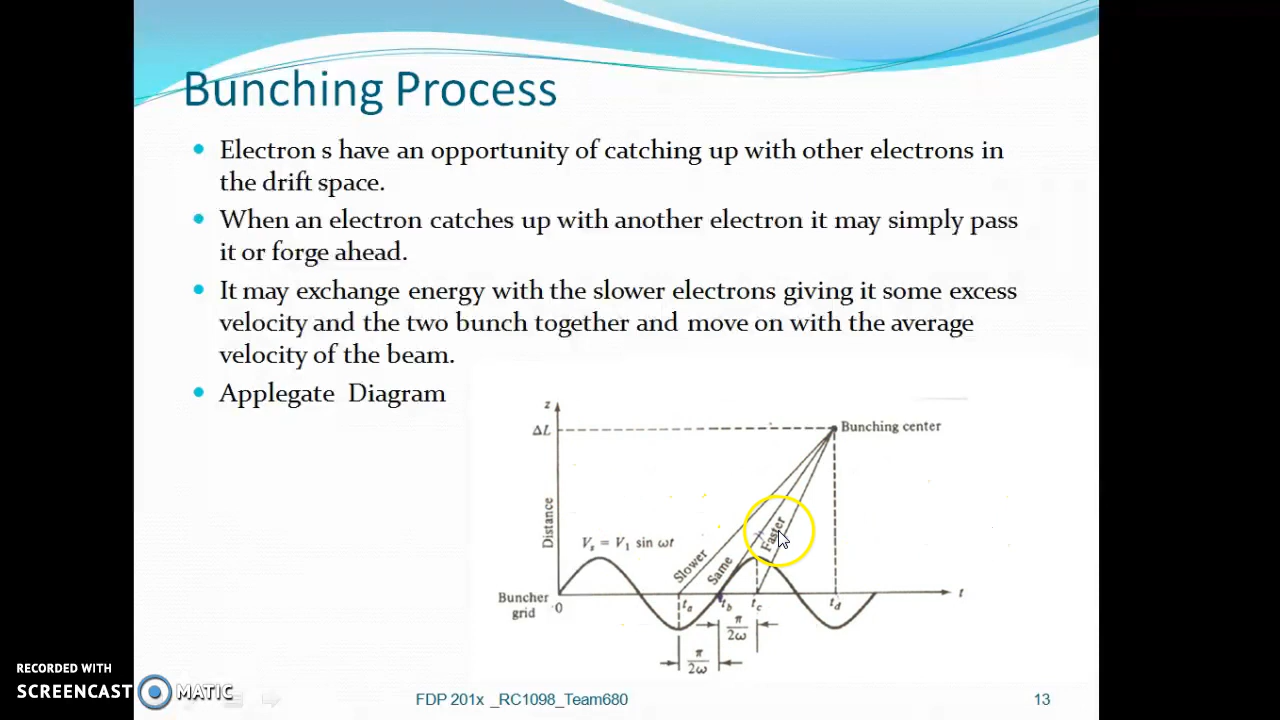 Bunching Process
Electron s have an opportunity of catching up with other electrons in
the drift space.
When an electron catches up with another electron it may simply pass
it or forge ahead.
It may exchange energy with the slower electrons giving it some excess
velocity and the two bunch together and move on with the average
velocity of the beam.
Applegate Diagram
z
ΔL
Bunching center
Distance
Vₛ = V₁ sin ωt
Slower
Same
Faster
Buncher
grid
0
tₐ
t_b
t_c
t_d
t
π
2ω
π
2ω
RECORDED WITH
SCREENCAST MATIC
FDP 201x _RC1098_Team680
13